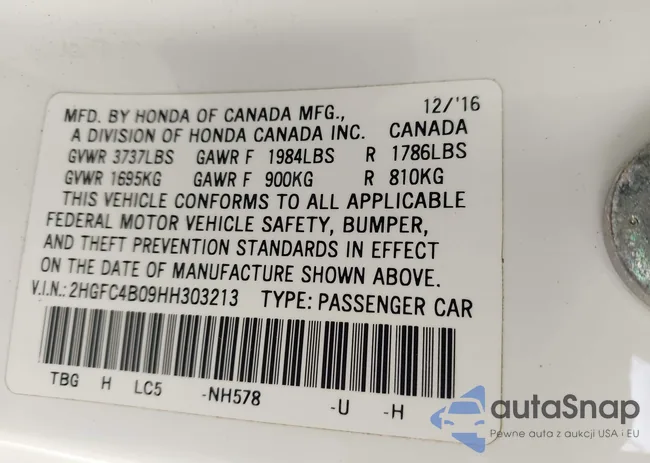 MFD. BY HONDA OF CANADA MFG., 12/'16
A DIVISION OF HONDA CANADA INC. CANADA
GVWR 3737LBS GAWR F 1984LBS R 1786LBS
GVWR 1695KG GAWR F 900KG R 810KG
THIS VEHICLE CONFORMS TO ALL APPLICABLE
FEDERAL MOTOR VEHICLE SAFETY, BUMPER,
AND THEFT PREVENTION STANDARDS IN EFFECT
ON THE DATE OF MANUFACTURE SHOWN ABOVE.
V.I.N.: 2HGFC4B09HH303213 TYPE: PASSENGER CAR
TBG H LC5 -NH578 -U -H
autaSnap
Pewne auta z aukcji USA i EU